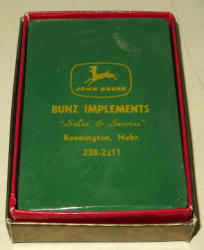 JOHN DEERE
BUNZ IMPLEMENTS
"Sales & Service"
Bennington, Nebr.
238-2211